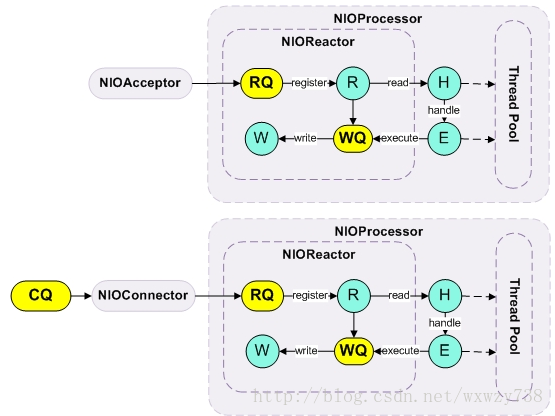 NIOProcessor
NIOReactor
NIOAcceptor
RQ
register
R
read
H
handle
W
write
WQ
execute
E
Thread Pool
NIOProcessor
NIOReactor
CQ
NIOConnector
RQ
register
R
read
H
handle
W
write
WQ
execute
E
Thread Pool
http://blog.csdn.net/wxwzy738